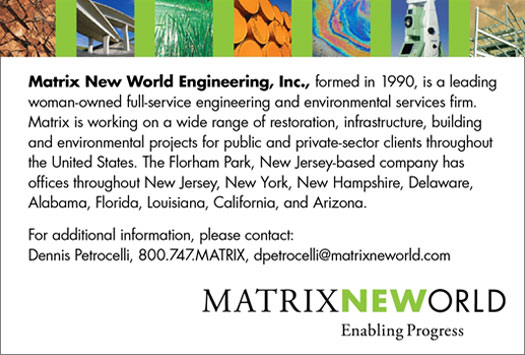 Matrix New World Engineering, Inc., formed in 1990, is a leading
woman-owned full-service engineering and environmental services firm.
Matrix is working on a wide range of restoration, infrastructure, building
and environmental projects for public and private-sector clients throughout
the United States. The Florham Park, New Jersey-based company has
offices throughout New Jersey, New York, New Hampshire, Delaware,
Alabama, Florida, Louisiana, California, and Arizona.
For additional information, please contact:
Dennis Petrocelli, 800.747.MATRIX, dpetrocelli@matrixneworld.com
MATRIXNEWORLD
Enabling Progress